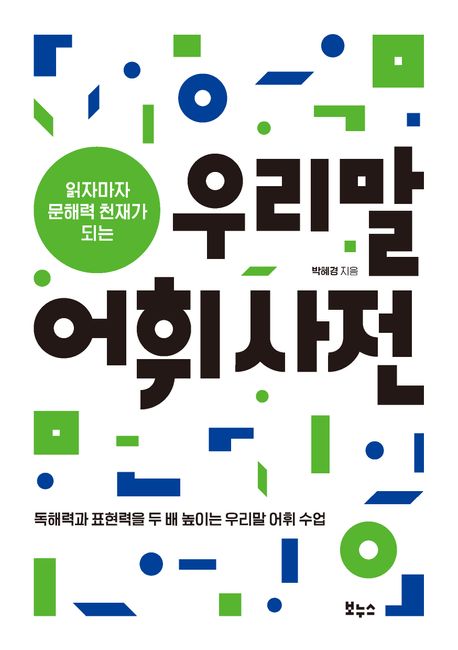 읽자마자
문해력 천재가
되는
우리말
박혜경 지음
어휘 사전
독해력과 표현력을 두 배 높이는 우리말 어휘 수업
보누스